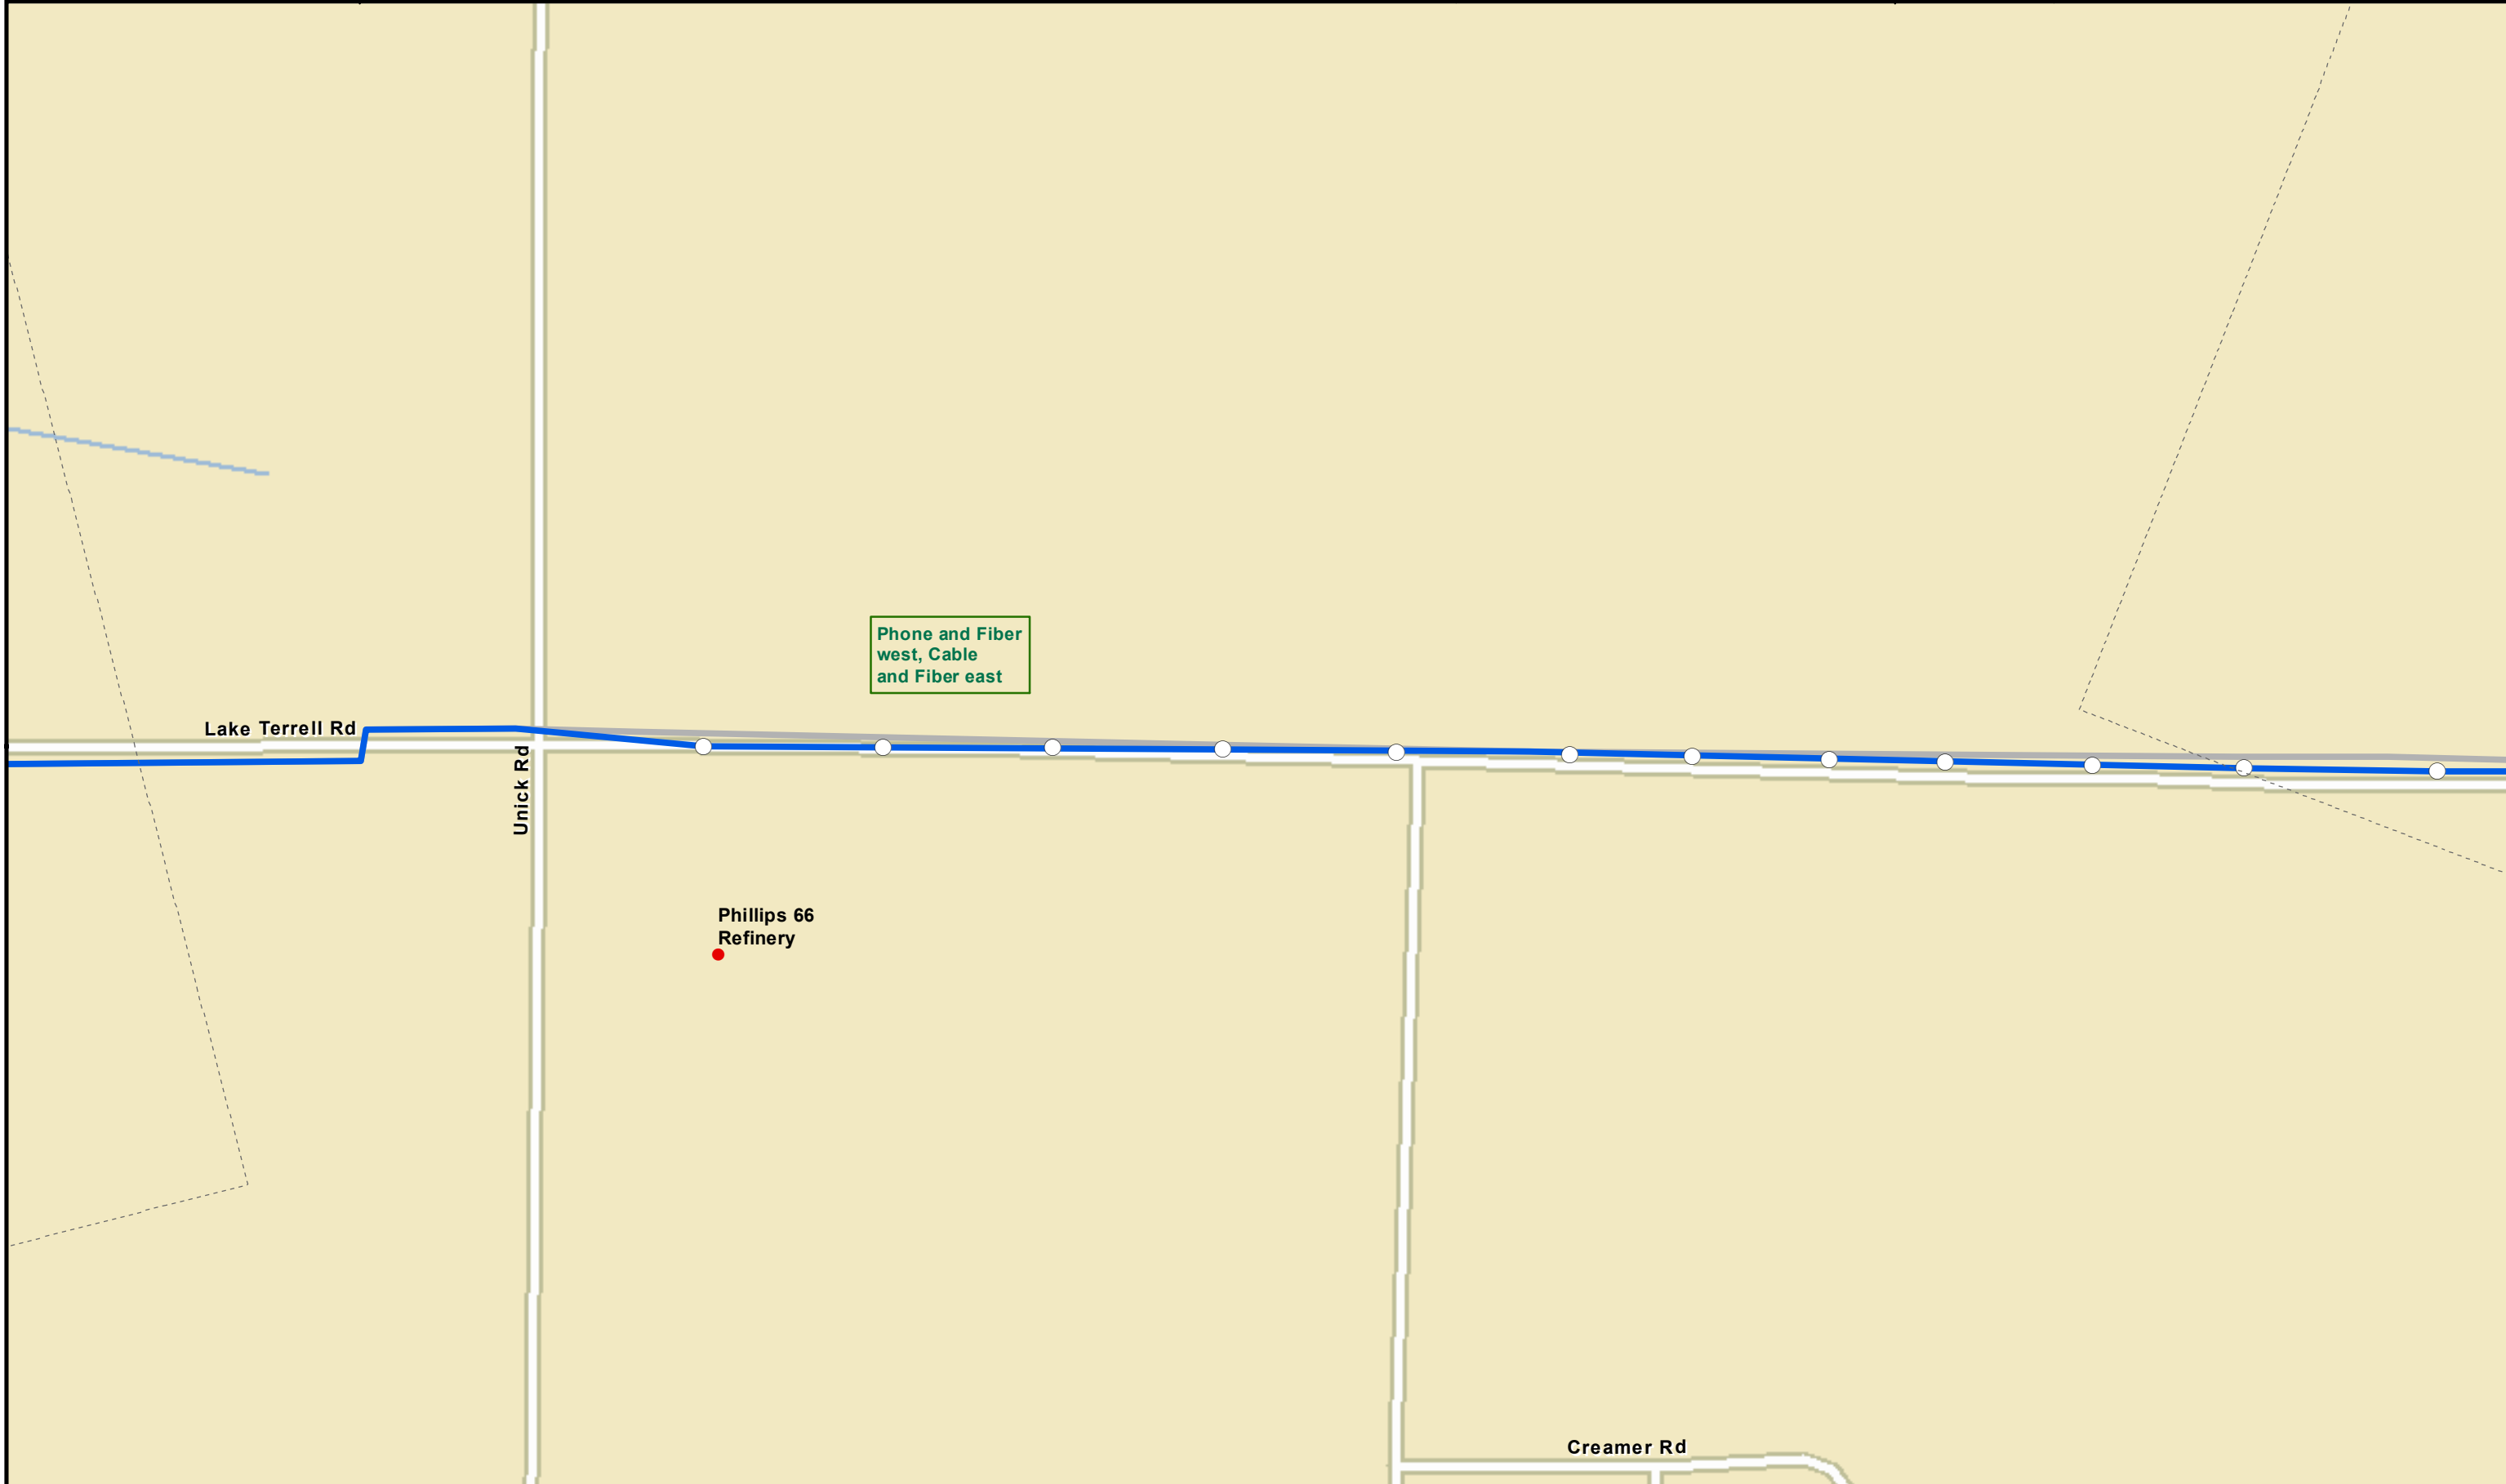 Phone and Fiber
west, Cable
and Fiber east
Lake Terrell Rd
Unick Rd
Phillips 66
Refinery
Creamer Rd